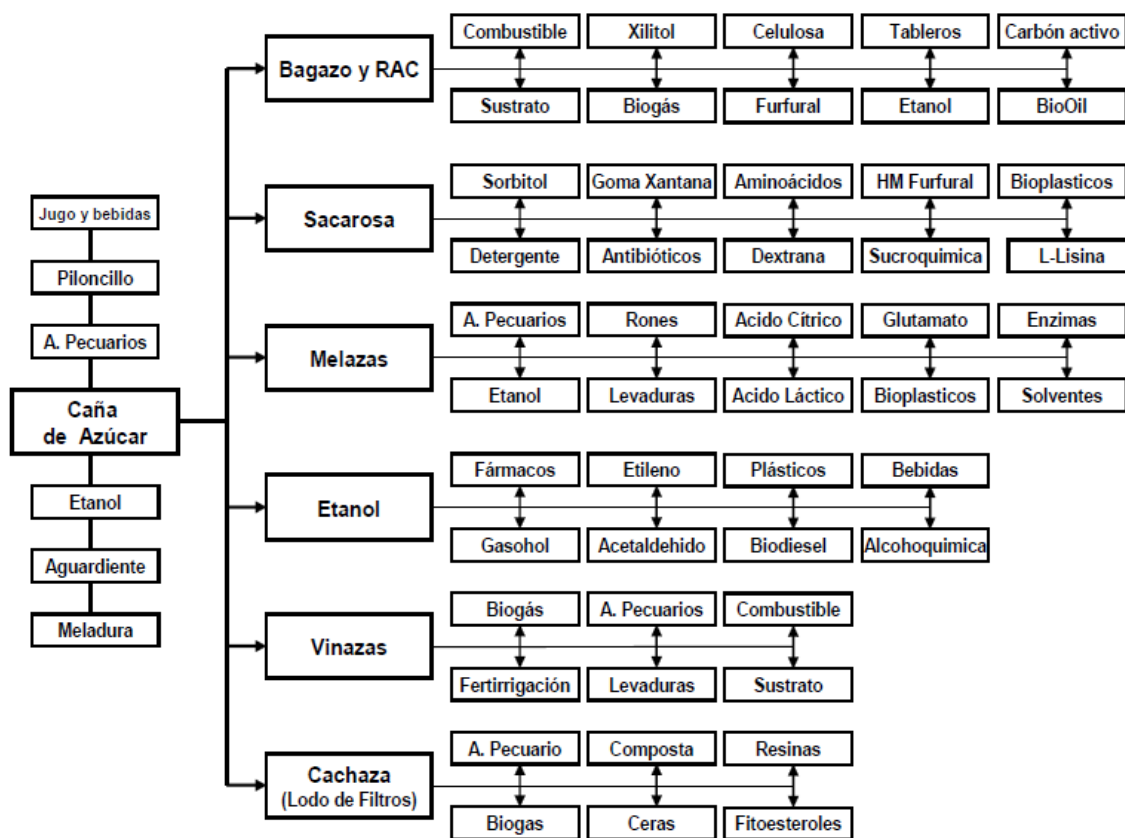 Combustible
Xilitol
Celulosa
Tableros
Carbón activo
Bagazo y RAC
Sustrato
Biogás
Furfural
Etanol
BioOil
Sorbitol
Goma Xantana
Aminoácidos
HM Furfural
Bioplasticos
Sacarosa
Detergente
Antibióticos
Dextrana
Sucroquimica
L-Lisina
Jugo y bebidas
Piloncillo
A. Pecuarios
Caña
de Azúcar
Etanol
Aguardiente
Meladura
A. Pecuarios
Rones
Acido Cítrico
Glutamato
Enzimas
Melazas
Etanol
Levaduras
Acido Láctico
Bioplasticos
Solventes
Fármacos
Etileno
Plásticos
Bebidas
Etanol
Gasohol
Acetaldehido
Biodiesel
Alcohoquimica
Biogás
A. Pecuarios
Combustible
Vinazas
Fertirrigación
Levaduras
Sustrato
A. Pecuario
Composta
Resinas
Cachaza
(Lodo de Filtros)
Biogas
Ceras
Fitoesteroles